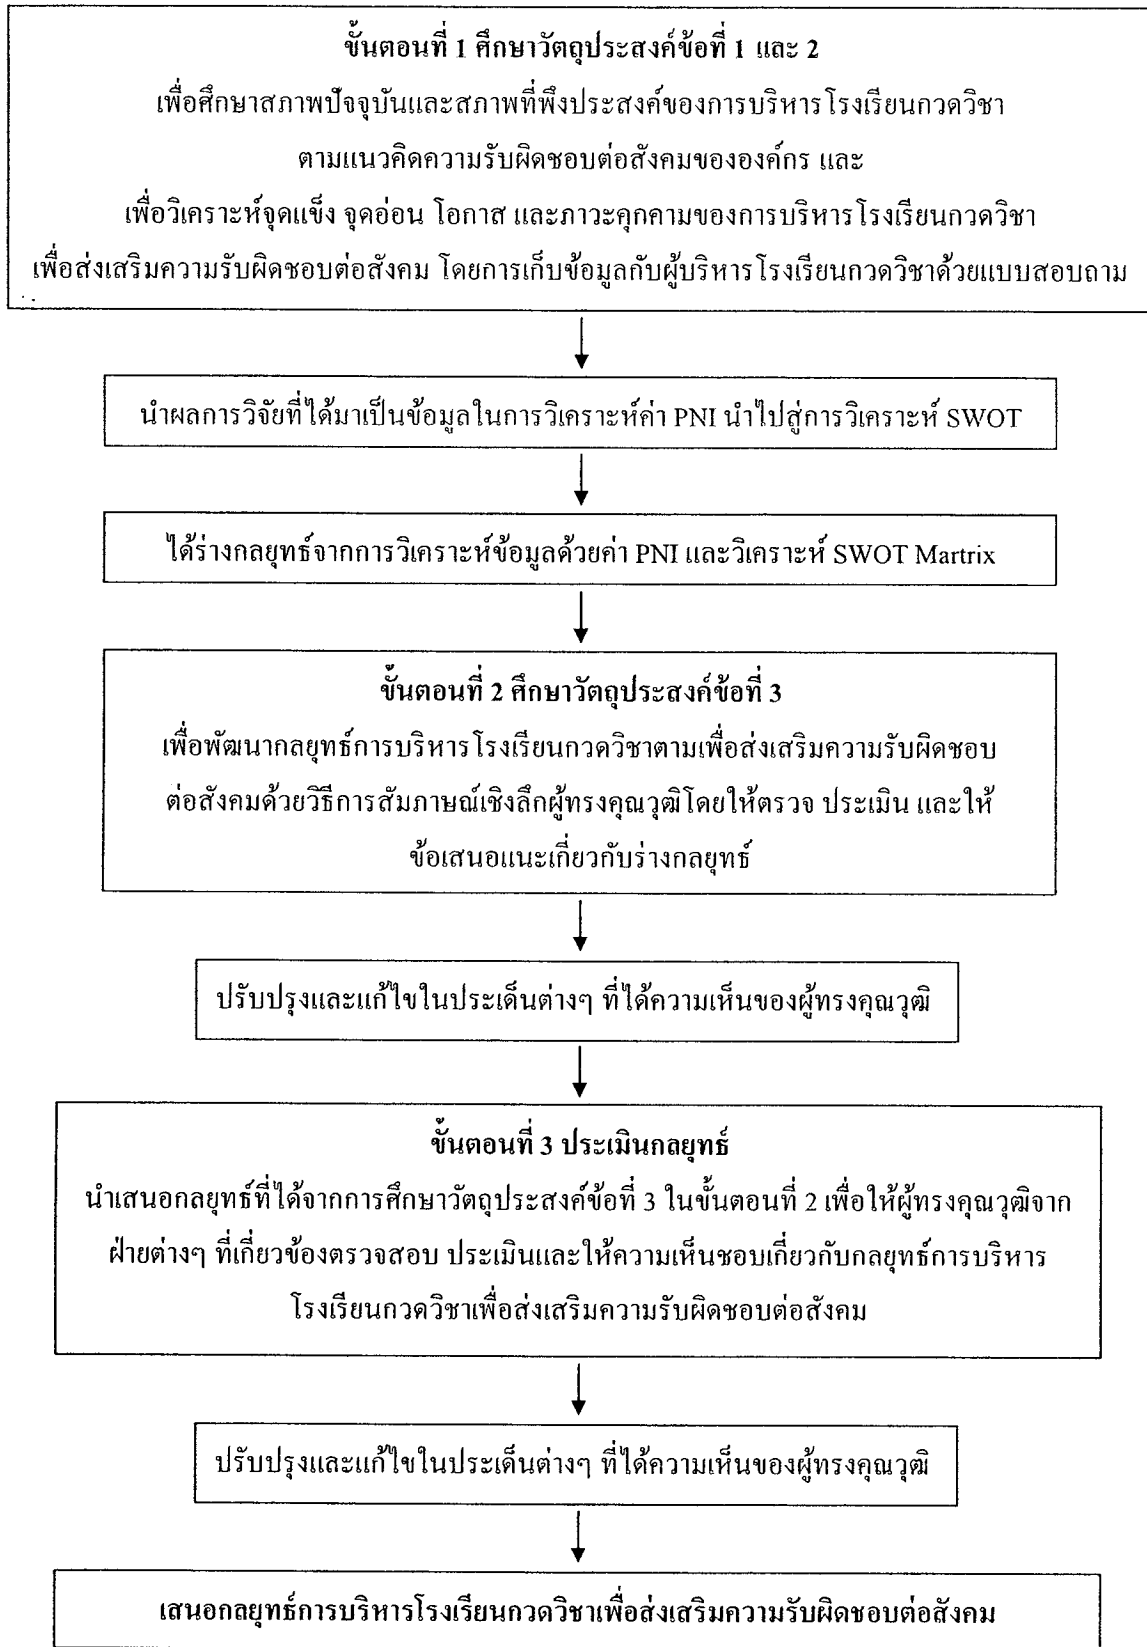 ขั้นตอนที่ 1 ศึกษาวัตถุประสงค์ข้อที่ 1 และ 2
เพื่อศึกษาสภาพปัจจุบันและสภาพที่พึงประสงค์ของการบริหารโรงเรียนกวดวิชา
ตามแนวคิดความรับผิดชอบต่อสังคมขององค์กร และ
เพื่อวิเคราะห์จุดแข็ง จุดอ่อน โอกาส และภาวะคุกคามของการบริหารโรงเรียนกวดวิชา
เพื่อส่งเสริมความรับผิดชอบต่อสังคม โดยการเก็บข้อมูลกับผู้บริหารโรงเรียนกวดวิชาด้วยแบบสอบถาม
นำผลการวิจัยที่ได้มาเป็นข้อมูลในการวิเคราะห์ค่า PNI นำไปสู่การวิเคราะห์ SWOT
ได้ร่างกลยุทธ์จากการวิเคราะห์ข้อมูลด้วยค่า PNI และวิเคราะห์ SWOT Martrix
ขั้นตอนที่ 2 ศึกษาวัตถุประสงค์ข้อที่ 3
เพื่อพัฒนากลยุทธ์การบริหารโรงเรียนกวดวิชาตามเพื่อส่งเสริมความรับผิดชอบ
ต่อสังคมด้วยวิธีการสัมภาษณ์เชิงลึกผู้ทรงคุณวุฒิโดยให้ตรวจ ประเมิน และให้
ข้อเสนอแนะเกี่ยวกับร่างกลยุทธ์
ปรับปรุงและแก้ไขในประเด็นต่างๆ ที่ได้ความเห็นของผู้ทรงคุณวุฒิ
ขั้นตอนที่ 3 ประเมินกลยุทธ์
นำเสนอกลยุทธ์ที่ได้จากการศึกษาวัตถุประสงค์ข้อที่ 3 ในขั้นตอนที่ 2 เพื่อให้ผู้ทรงคุณวุฒิจาก
ฝ่ายต่างๆ ที่เกี่ยวข้องตรวจสอบ ประเมินและให้ความเห็นชอบเกี่ยวกับกลยุทธ์การบริหาร
โรงเรียนกวดวิชาเพื่อส่งเสริมความรับผิดชอบต่อสังคม
ปรับปรุงและแก้ไขในประเด็นต่างๆ ที่ได้ความเห็นของผู้ทรงคุณวุฒิ
เสนอกลยุทธ์การบริหารโรงเรียนกวดวิชาเพื่อส่งเสริมความรับผิดชอบต่อสังคม